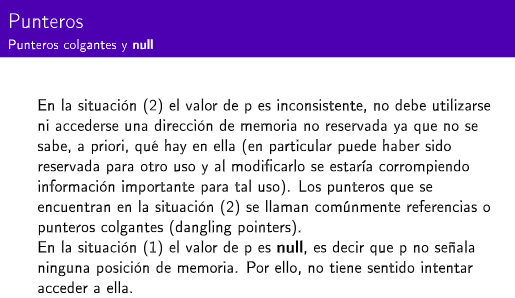 Punteros
Punteros colgantes y null
En la situación (2) el valor de p es inconsistente, no debe utilizarse
ni accederse una dirección de memoria no reservada ya que no se
sabe, a priori, qué hay en ella (en particular puede haber sido
reservada para otro uso y al modificarlo se estaría corrompiendo
información importante para tal uso). Los punteros que se
encuentran en la situación (2) se llaman comúnmente referencias o
punteros colgantes (dangling pointers).
En la situación (1) el valor de p es null, es decir que p no señala
ninguna posición de memoria. Por ello, no tiene sentido intentar
acceder a ella.